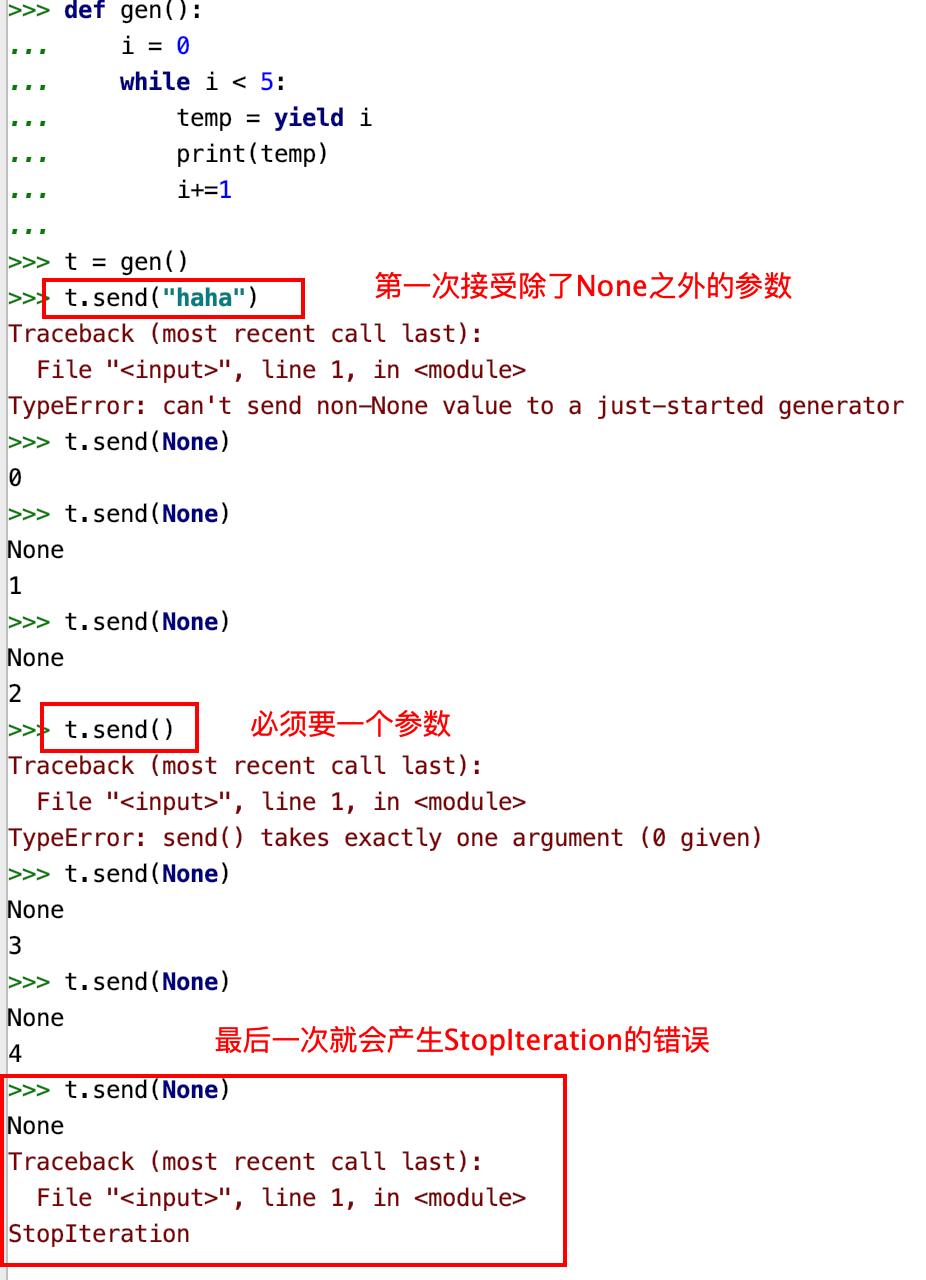 >>> def gen():
...     i = 0
...     while i < 5:
...         temp = yield i
...         print(temp)
...         i+=1
...
>>> t = gen()
>>> t.send("haha") 第一次接受除了None之外的参数
Traceback (most recent call last):
  File "<input>", line 1, in <module>
TypeError: can't send non-None value to a just-started generator
>>> t.send(None)
0
>>> t.send(None)
None
1
>>> t.send(None)
None
2
>>> t.send() 必须要一个参数
Traceback (most recent call last):
  File "<input>", line 1, in <module>
TypeError: send() takes exactly one argument (0 given)
>>> t.send(None)
None
3
>>> t.send(None)
None
最后一次就会产生StopIteration的错误
4
>>> t.send(None)
None
Traceback (most recent call last):
  File "<input>", line 1, in <module>
StopIteration